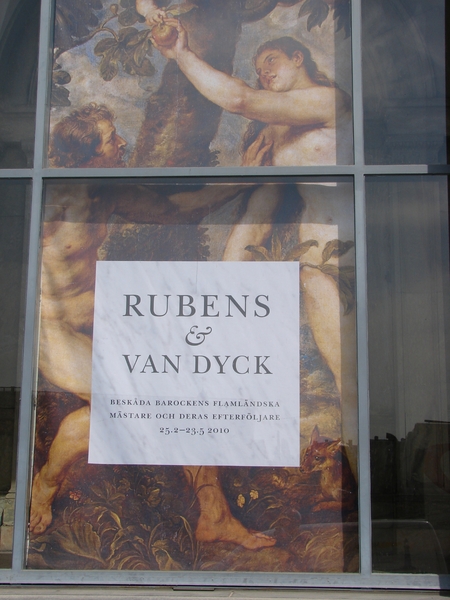 RUBENS
&
VAN DYCK
BESKÅDA BAROCKENS FLAMLÄNDSKA
MÄSTARE OCH DERAS EFTERFÖLJARE
25.2–23.5 2010